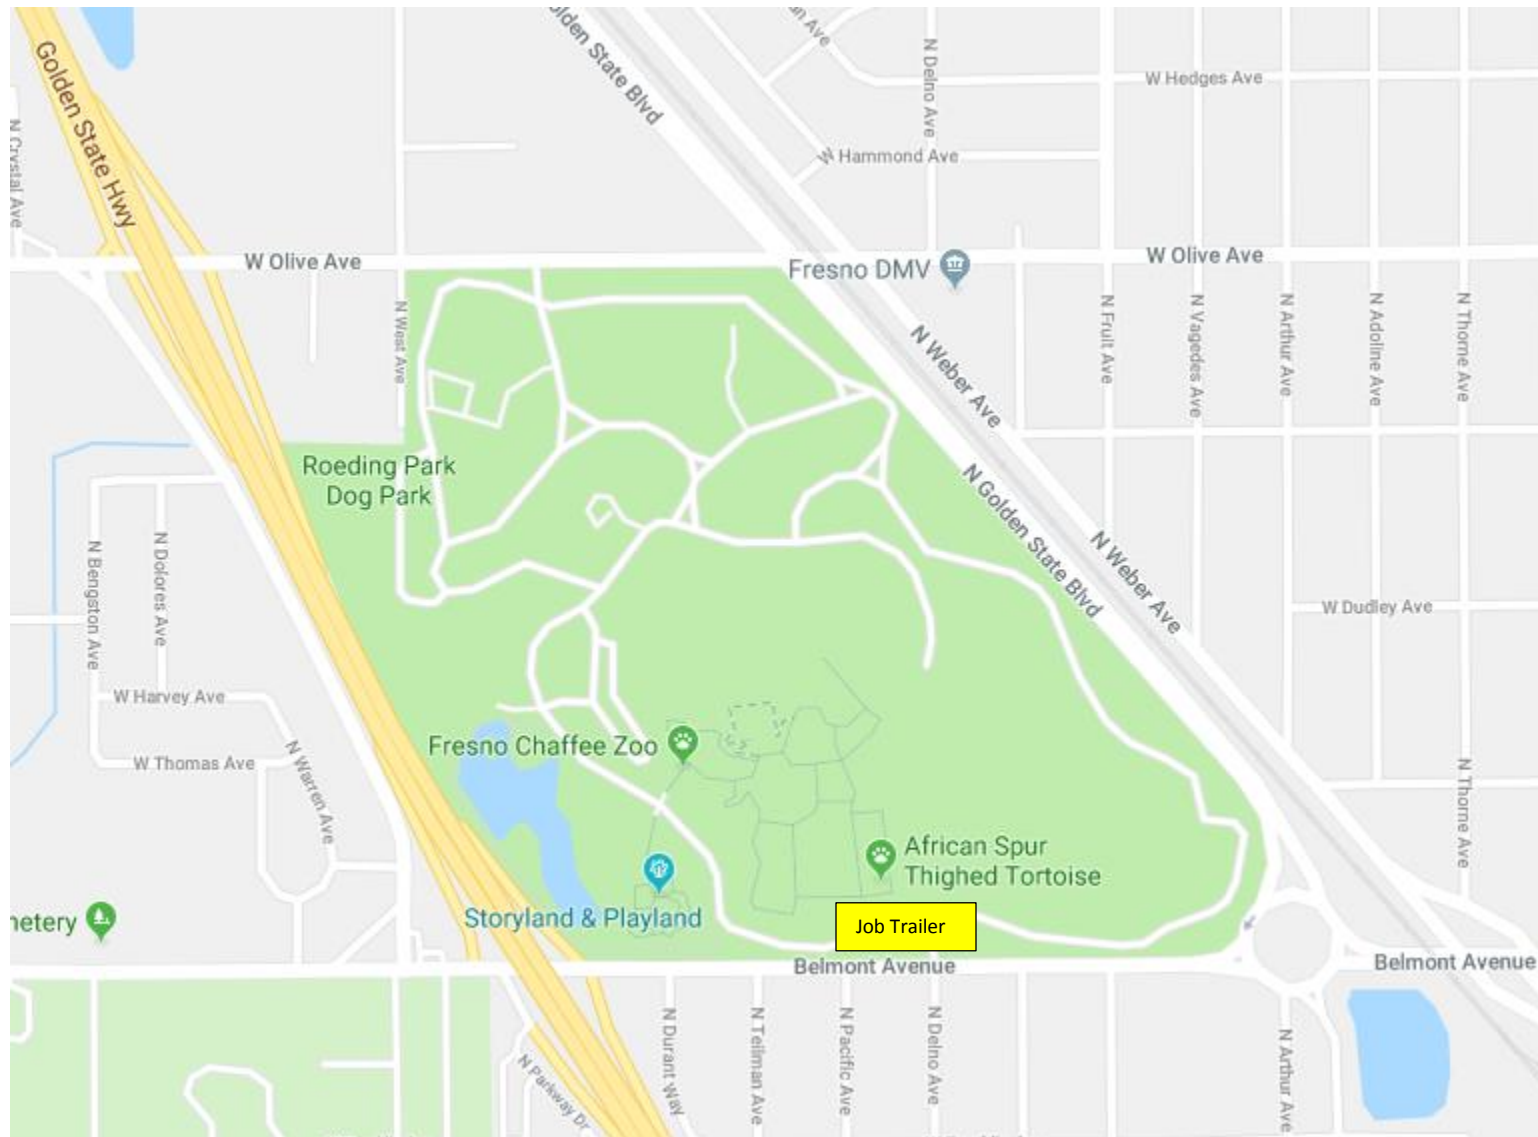 Golden State Blvd
N Delno Ave
W Hedges Ave
Golden State Hwy
N Crystal Ave
W Hammond Ave
W Olive Ave
Fresno DMV
W Olive Ave
N West Ave
N Weber Ave
N Fruit Ave
N Vagedes Ave
N Arthur Ave
N Adoline Ave
N Thorne Ave
Roeding Park
Dog Park
N Golden State Blvd
N Weber Ave
N Bengston Ave
N Dolores Ave
W Dudley Ave
W Harvey Ave
N Warren Ave
W Thomas Ave
Fresno Chaffee Zoo
N Thorne Ave
African Spur
Thighed Tortoise
Storyland & Playland
Job Trailer
netery
Belmont Avenue
Belmont Avenue
N Durant Way
N Teilman Ave
N Pacific Ave
N Delno Ave
N Arthur Ave
N Parkway Dr